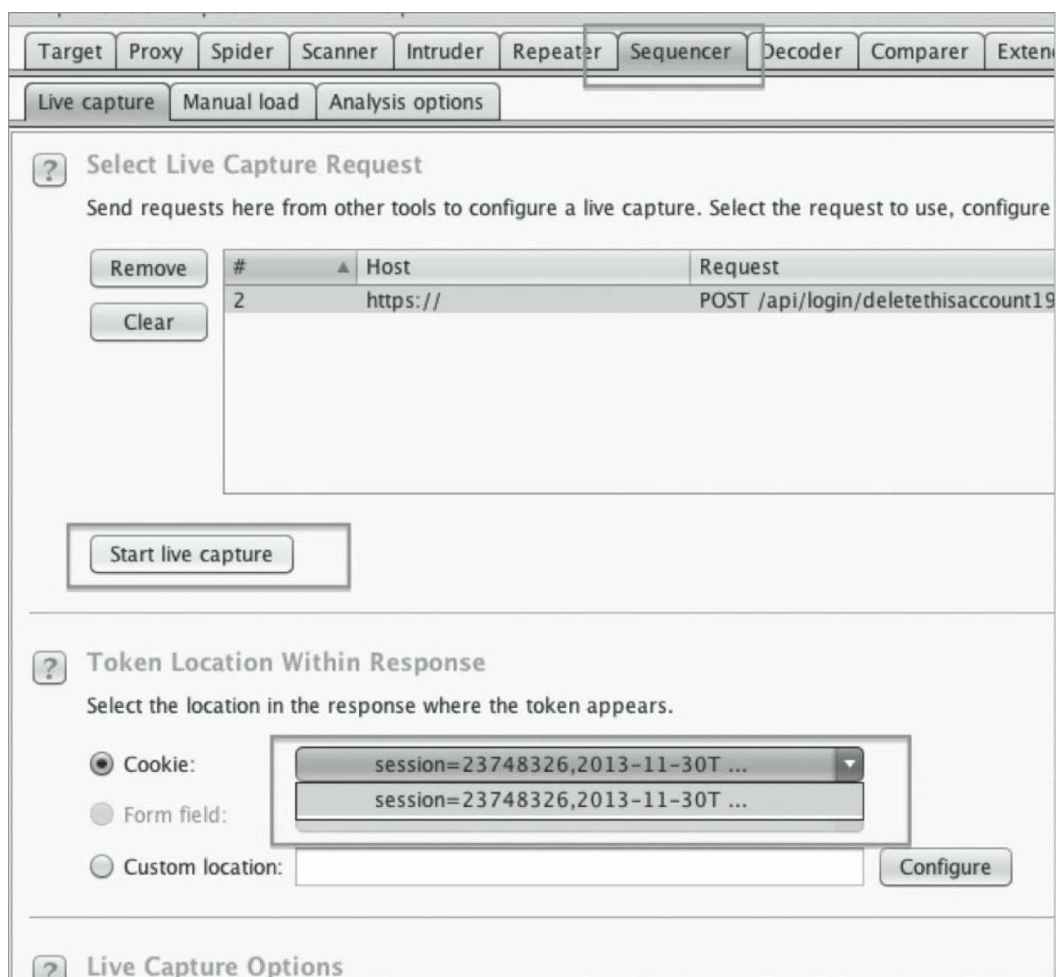 Target Proxy Spider Scanner Intruder Repeater Sequencer Decoder Comparer
Live capture Manual load Analysis options
? Select Live Capture Request
Send requests here from other tools to configure a live capture. Select the request to use, configure
Remove
Clear
# Host Request
2 https:// POST /api/login/deletethisaccount19
Start live capture
? Token Location Within Response
Select the location in the response where the token appears.
Cookie: session=23748326,2013-11-30T ...
session=23748326,2013-11-30T ...
Form field:
Custom location: Configure
? Live Capture Options